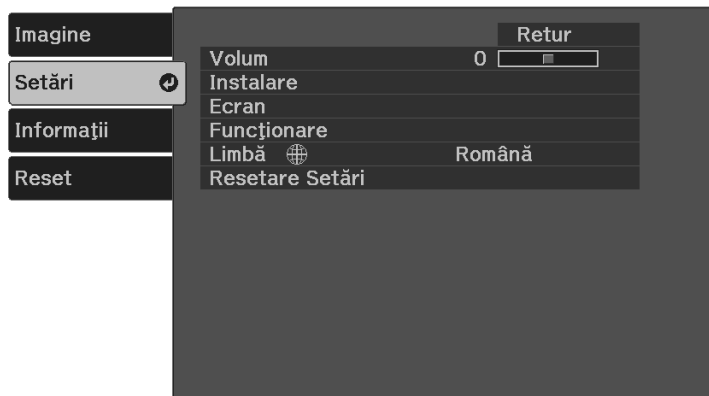 Imagine
Setări
Informaţii
Reset
Retur
Volum 0
Instalare
Ecran
Funcţionare
Limbă Română
Resetare Setări